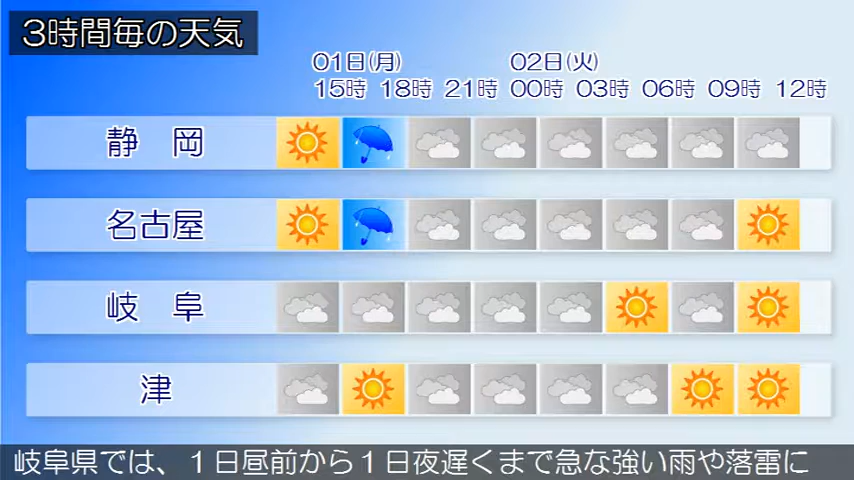 3時間毎の天気
01日(月) 02日(火)
15時 18時 21時 00時 03時 06時 09時 12時
静 岡
名古屋
岐 阜
津
岐阜県では、１日昼前から１日夜遅くまで急な強い雨や落雷に